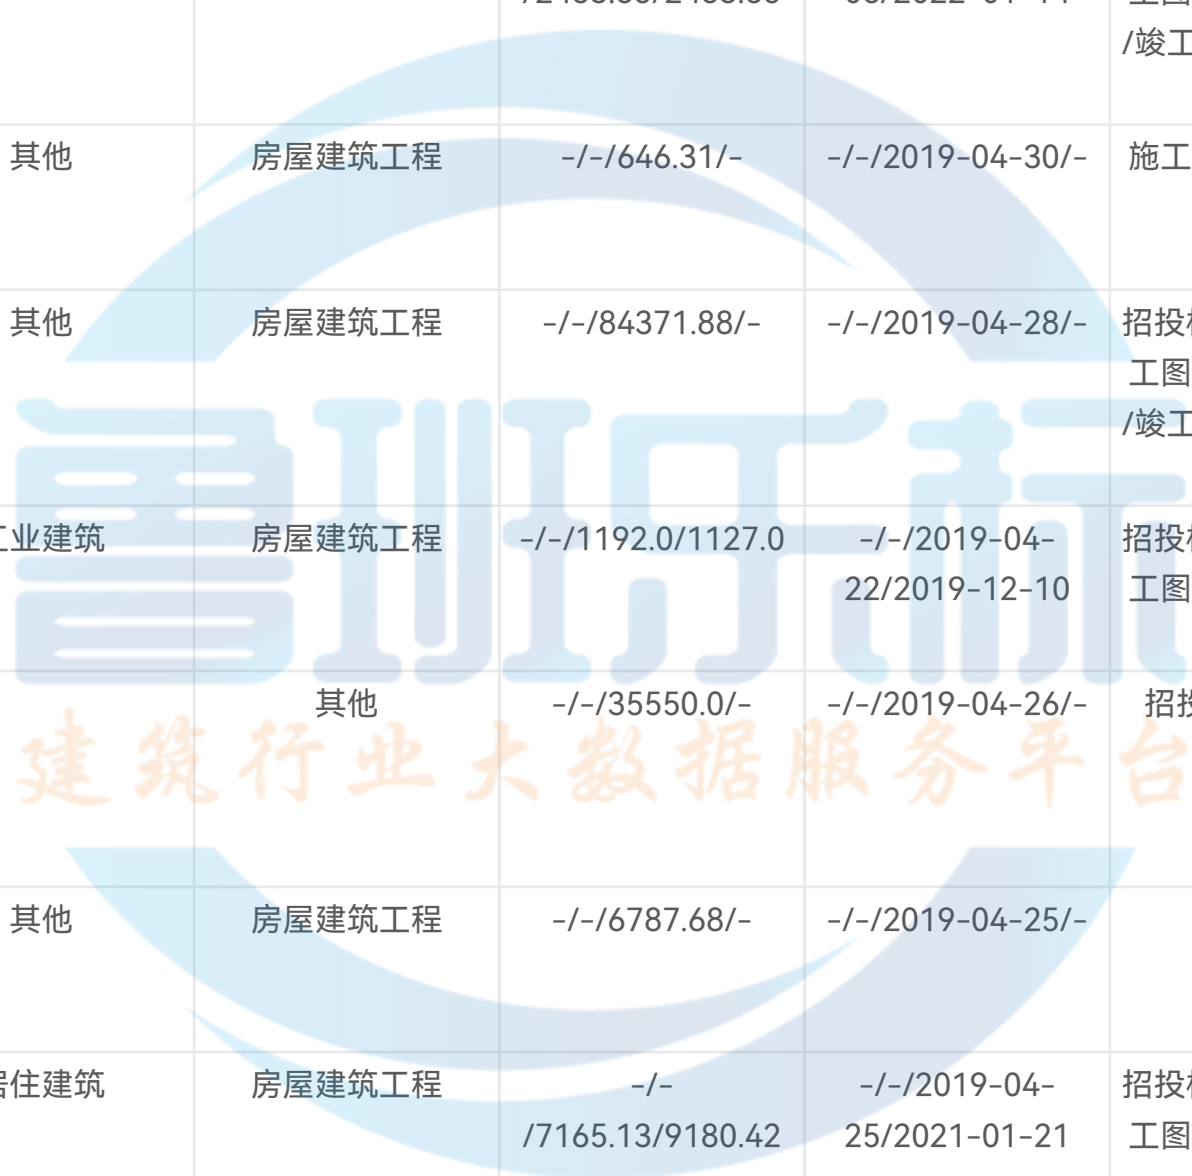 /竣工
其他 房屋建筑工程 -/-/646.31/- -/-/2019-04-30/- 施工
其他 房屋建筑工程 -/-/84371.88/- -/-/2019-04-28/- 招投
工图
/竣工
业建筑 房屋建筑工程 -/-/1192.0/1127.0 -/-/2019-04- 招投
22/2019-12-10 工图
其他 -/-/35550.0/- -/-/2019-04-26/- 招投
其他 房屋建筑工程 -/-/6787.68/- -/-/2019-04-25/-
住建筑 房屋建筑工程 -/- -/-/2019-04- 招投
/7165.13/9180.42 25/2021-01-21 工图
鲁班乐标
建筑行业大数据服务平台